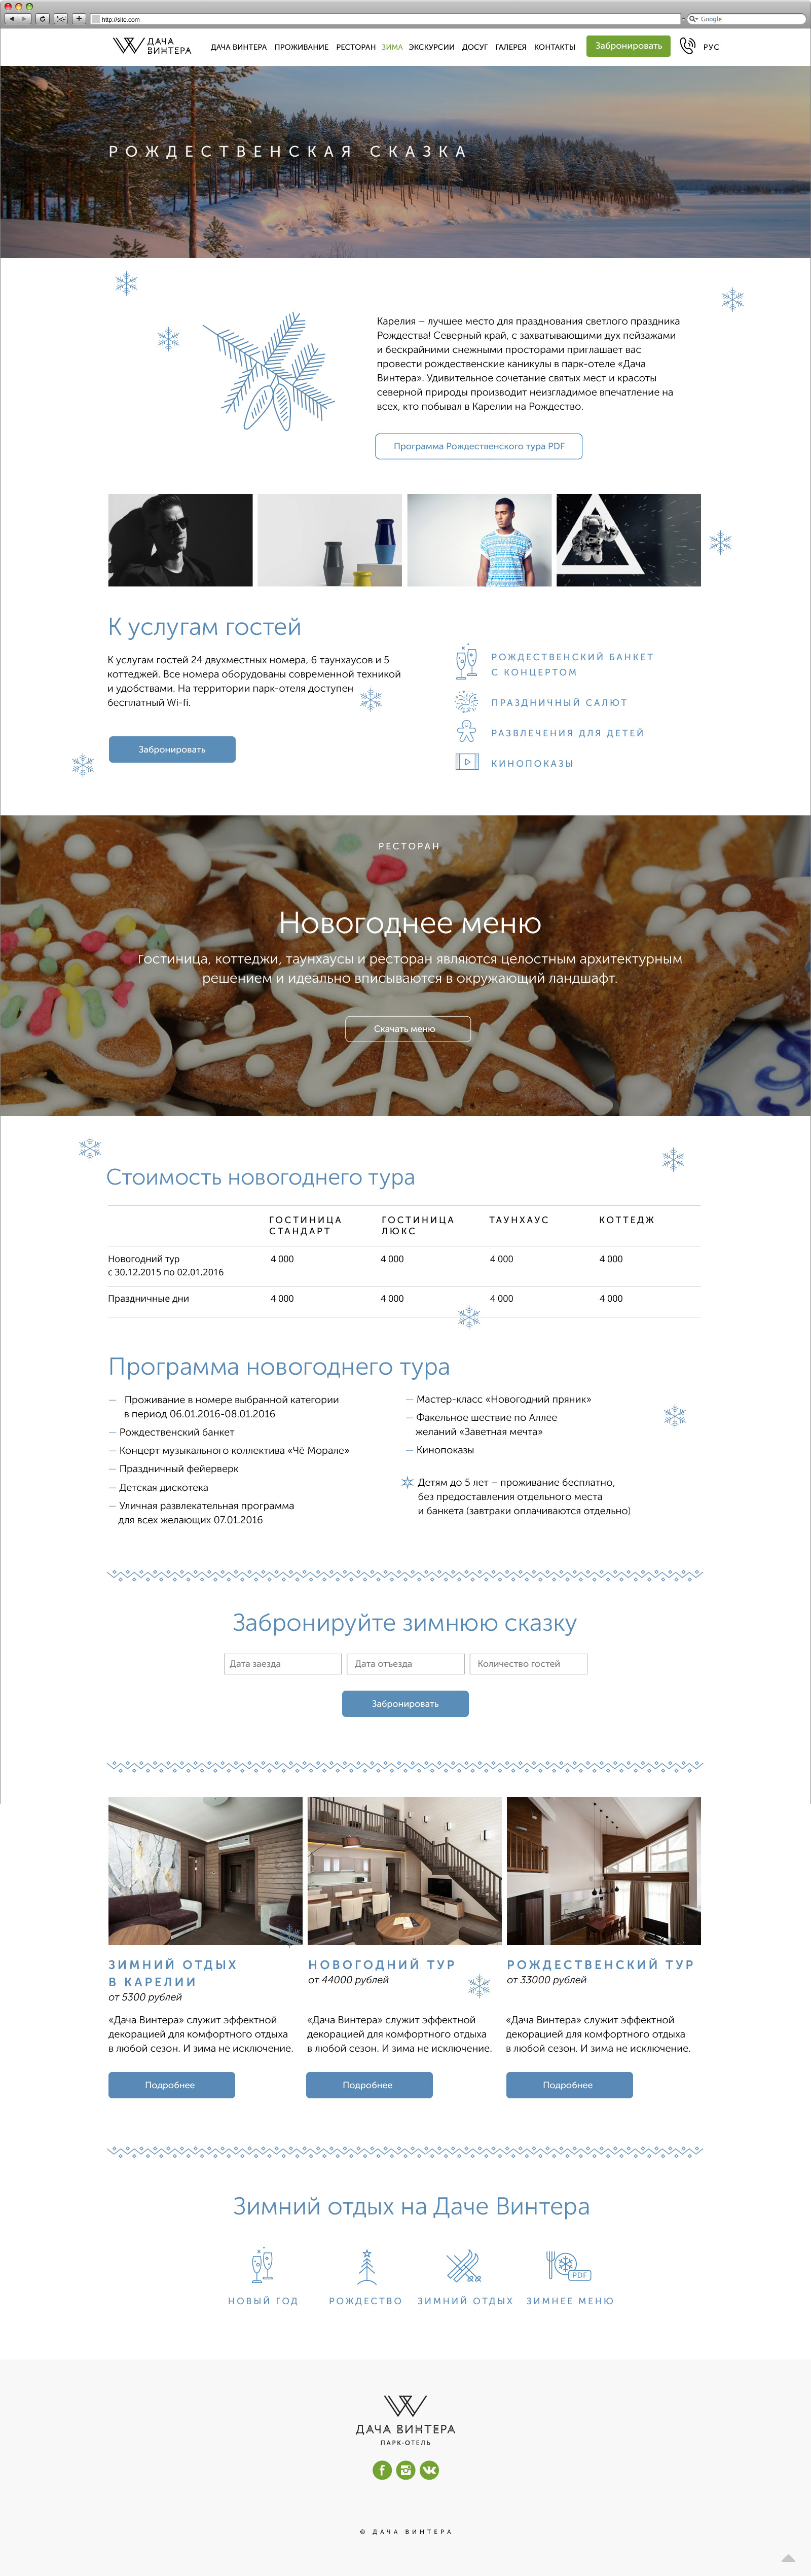 http://site.com
Google
ДАЧА
ВИНТЕРА
ДАЧА ВИНТЕРА ПРОЖИВАНИЕ РЕСТОРАН ЗИМА ЭКСКУРСИИ ДОСУГ ГАЛЕРЕЯ КОНТАКТЫ Забронировать РУС
РОЖДЕСТВЕНСКАЯ СКАЗКА
Карелия – лучшее место для празднования светлого праздника
Рождества! Северный край, с захватывающими дух пейзажами
и бескрайними снежными просторами приглашает вас
провести рождественские каникулы в парк-отеле «Дача
Винтера». Удивительное сочетание святых мест и красоты
северной природы производит неизгладимое впечатление на
всех, кто побывал в Карелии на Рождество.
Программа Рождественского тура PDF
К услугам гостей
К услугам гостей 24 двухместных номера, 6 таунхаусов и 5
коттеджей. Все номера оборудованы современной техникой
и удобствами. На территории парк-отеля доступен
бесплатный Wi-fi.
Забронировать
РОЖДЕСТВЕНСКИЙ БАНКЕТ
С КОНЦЕРТОМ
ПРАЗДНИЧНЫЙ САЛЮТ
РАЗВЛЕЧЕНИЯ ДЛЯ ДЕТЕЙ
КИНОПОКАЗЫ
РЕСТОРАН
Новогоднее меню
Гостиница, коттеджи, таунхаусы и ресторан являются целостным архитектурным
решением и идеально вписываются в окружающий ландшафт.
Скачать меню
Стоимость новогоднего тура
ГОСТИНИЦА СТАНДАРТ ГОСТИНИЦА ЛЮКС ТАУНХАУС КОТТЕДЖ
Новогодний тур 4 000 4 000 4 000 4 000
с 30.12.2015 по 02.01.2016
Праздничные дни 4 000 4 000 4 000 4 000
Программа новогоднего тура
— Проживание в номере выбранной категории
в период 06.01.2016-08.01.2016
— Рождественский банкет
— Концерт музыкального коллектива «Чё Морале»
— Праздничный фейерверк
— Детская дискотека
— Уличная развлекательная программа
для всех желающих 07.01.2016
— Мастер-класс «Новогодний пряник»
— Факельное шествие по Аллее
желаний «Заветная мечта»
— Кинопоказы
Детям до 5 лет – проживание бесплатно,
без предоставления отдельного места
и банкета (завтраки оплачиваются отдельно)
Забронируйте зимнюю сказку
Дата заезда Дата отъезда Количество гостей
Забронировать
ЗИМНИЙ ОТДЫХ
В КАРЕЛИИ
от 5300 рублей
«Дача Винтера» служит эффектной
декорацией для комфортного отдыха
в любой сезон. И зима не исключение.
Подробнее
НОВОГОДНИЙ ТУР
от 44000 рублей
«Дача Винтера» служит эффектной
декорацией для комфортного отдыха
в любой сезон. И зима не исключение.
Подробнее
РОЖДЕСТВЕНСКИЙ ТУР
от 33000 рублей
«Дача Винтера» служит эффектной
декорацией для комфортного отдыха
в любой сезон. И зима не исключение.
Подробнее
Зимний отдых на Даче Винтера
PDF
НОВЫЙ ГОД РОЖДЕСТВО ЗИМНИЙ ОТДЫХ ЗИМНЕЕ МЕНЮ
ДАЧА ВИНТЕРА
ПАРК-ОТЕЛЬ
© ДАЧА ВИНТЕРА